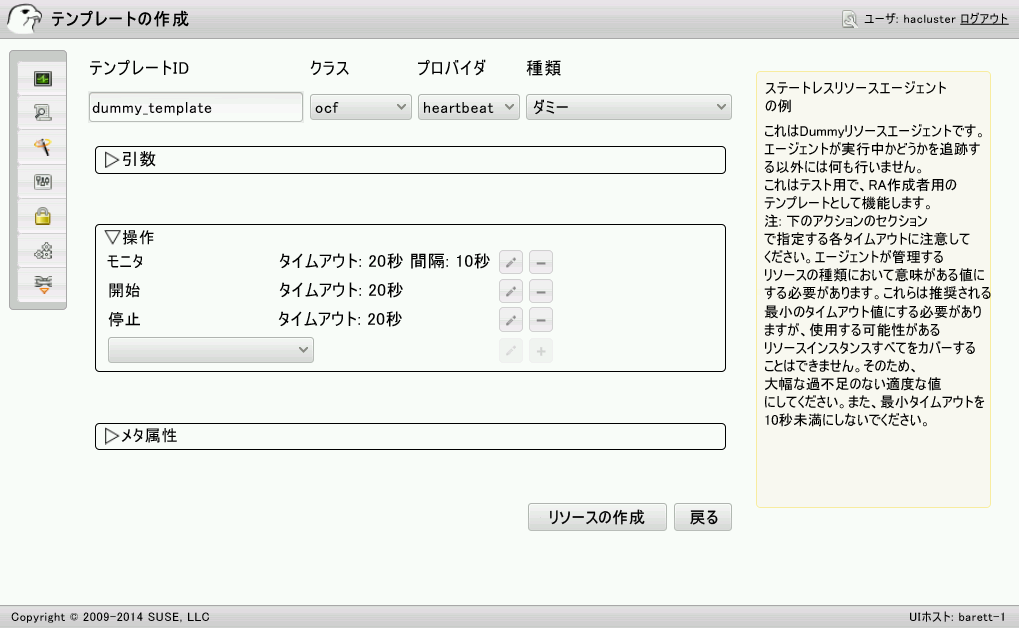 テンプレートの作成
ユーザ: hacluster ログアウト
テンプレートID クラス プロバイダ 種類
dummy_template ocf heartbeat ダミー
▷引数
▽操作
モニタ タイムアウト: 20秒 間隔: 10秒
開始 タイムアウト: 20秒
停止 タイムアウト: 20秒
▷メタ属性
リソースの作成 戻る
ステートレスリソースエージェント
の例
これはDummyリソースエージェントです。
エージェントが実行中かどうかを追跡す
る以外には何も行いません。
これはテスト用で、RA作成者用の
テンプレートとして機能します。
注: 下のアクションのセクション
で指定する各タイムアウトに注意して
ください。エージェントが管理する
リソースの種類において意味がある値に
する必要があります。これらは推奨される
最小のタイムアウト値にする必要があり
ますが、使用する可能性がある
リソースインスタンスすべてをカバーする
ことはできません。そのため、
大幅な過不足のない適度な値
にしてください。また、最小タイムアウトを
10秒未満にしないでください。
Copyright © 2009-2014 SUSE, LLC
UIホスト: barett-1